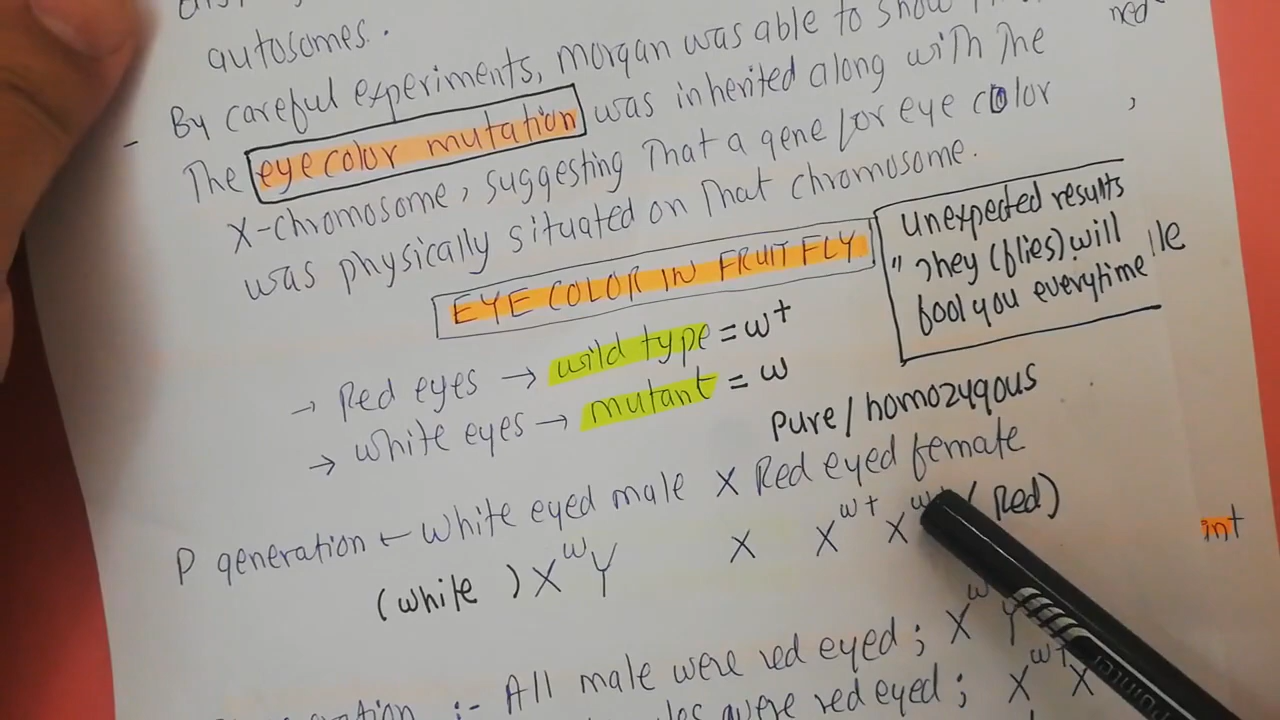 autosomes.
- By careful experiments, morgan was able to show
The eye color mutation was inherited along with The
X-chromosome, suggesting That a gene for eye color
was physically situated on That chromosome.
EYE COLOR IN FRUIT FLY
unexpected results
" They (flies) will
fool you everytime
→ Red eyes → wild type = w+
→ white eyes → mutant = w
Pure / homozygous
P generation ← White eyed male X Red eyed female
(white) X^w Y X X^w+ X (Red)
All male were red eyed; X Y
were red eyed; X^w+ X
int